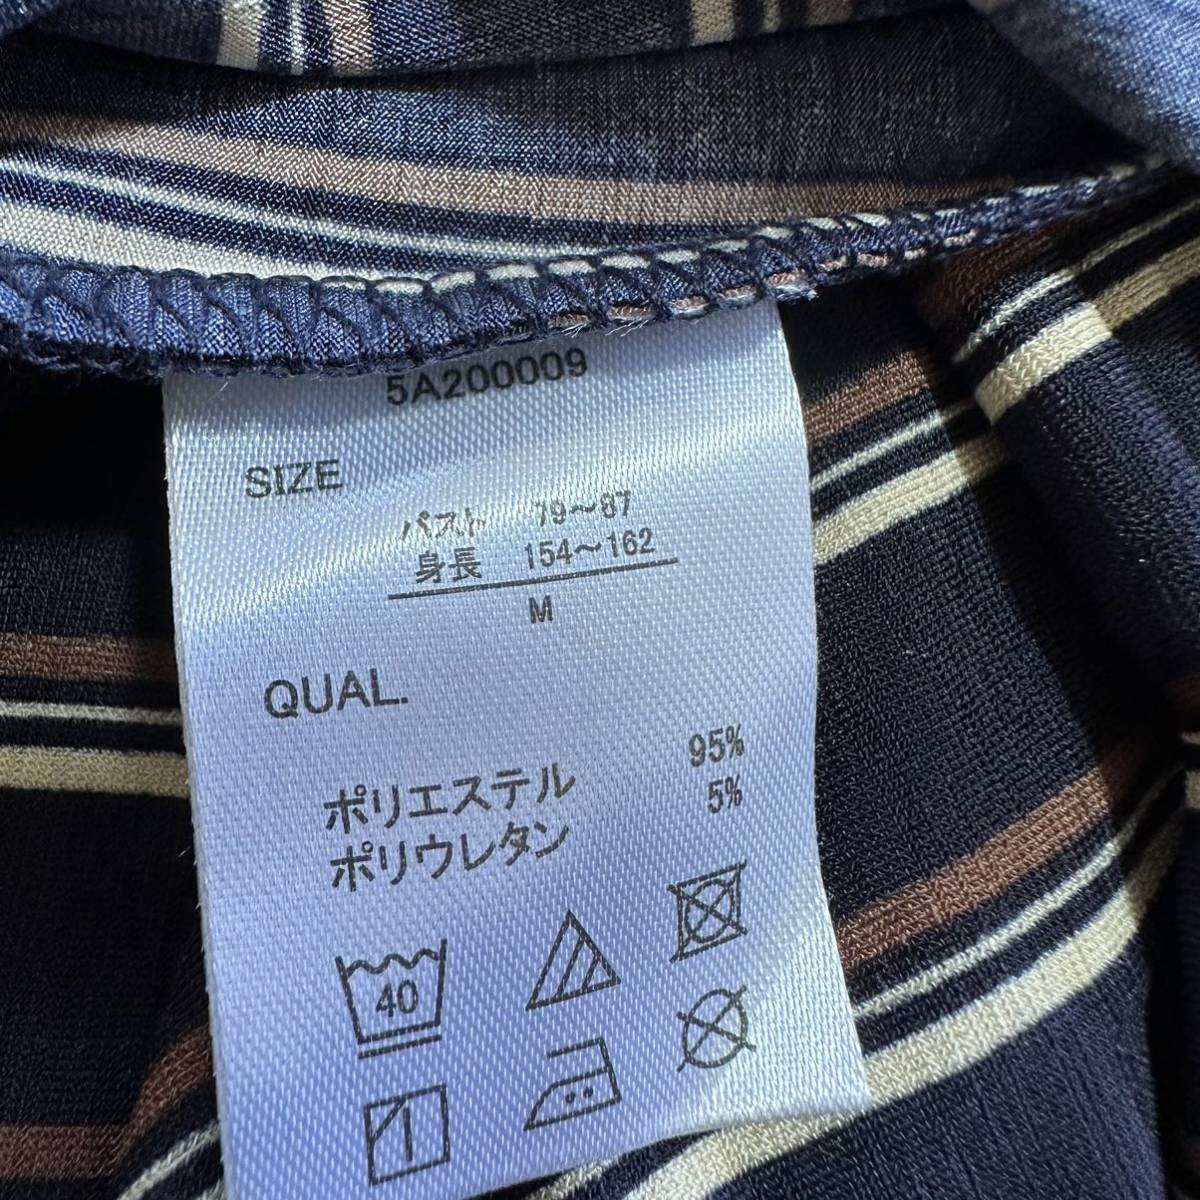 5A200009
SIZE
バスト 79～87
身長 154～162
M
QUAL.
ポリエステル 95%
ポリウレタン 5%
40